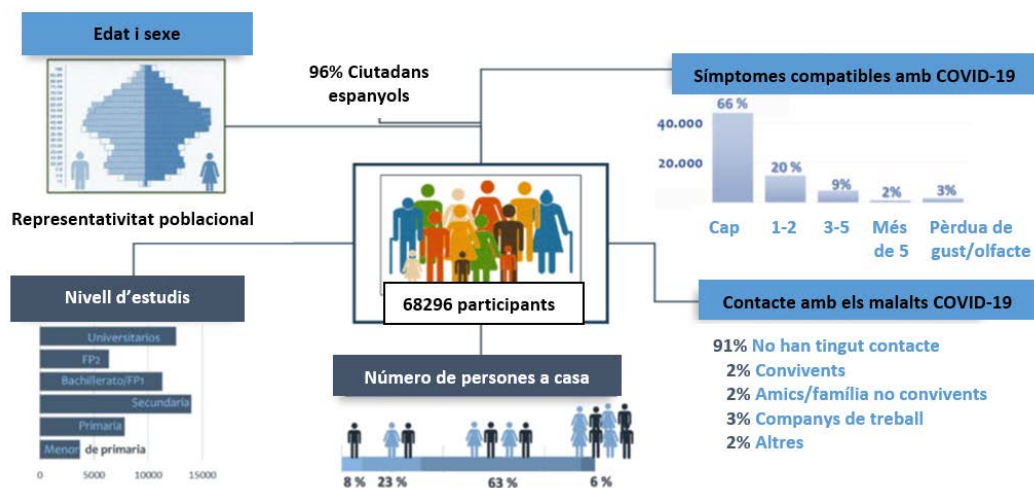 Edat i sexe
Representativitat poblacional
96% Ciutadans
espanyols
Símptomes compatibles amb COVID-19
66 %
40.000
20.000
20 %
9%
2%
3%
Cap
1-2
3-5
Més
de 5
Pèrdua de
gust/olfacte
68296 participants
Nivell d'estudis
Universitarios
FP2
Bachillerato/FP1
Secundaria
Primaria
Menor de primaria
0
5000
10000
15000
Número de persones a casa
8 %
23 %
63 %
6 %
Contacte amb els malalts COVID-19
91% No han tingut contacte
2% Convivents
2% Amics/família no convivents
3% Companys de treball
2% Altres